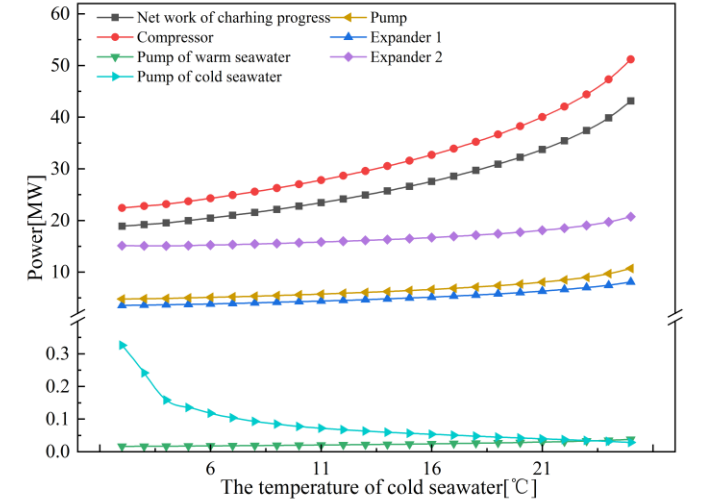 60
50
40
30
20
10
0.3
0.2
0.1
0.0
Power[MW]
Net work of charhing progress
Compressor
Pump of warm seawater
Pump of cold seawater
Pump
Expander 1
Expander 2
6
11
16
21
The temperature of cold seawater[℃]